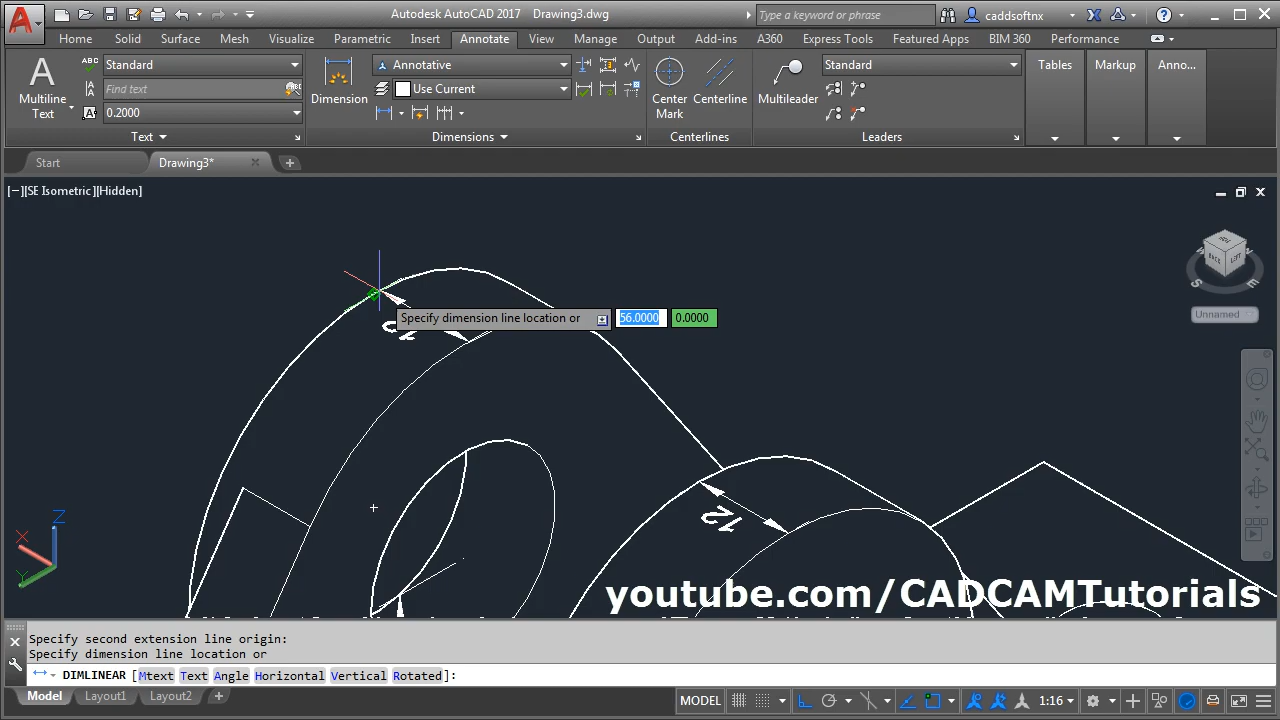 Autodesk AutoCAD 2017 Drawing3.dwg
Type a keyword or phrase
caddsoftnx
Home Solid Surface Mesh Visualize Parametric Insert Annotate View Manage Output Add-ins A360 Express Tools Featured Apps BIM 360 Performance
ABC Standard
Annotative
Standard
Tables Markup Anno...
Find text
Use Current
Multiline
Text
Dimension
Center
Mark
Centerline
Multileader
0.2000
Text Dimensions Centerlines Leaders
Start Drawing3*
[−][SE Isometric][Hidden]
BACK LEFT
S E
Unnamed
Specify dimension line location or 56.0000 0.0000
12
Z
X
Y
youtube.com/CADCAMTutorials
Specify second extension line origin:
Specify dimension line location or
DIMLINEAR [Mtext Text Angle Horizontal Vertical Rotated]:
Model Layout1 Layout2 +
MODEL 1:16